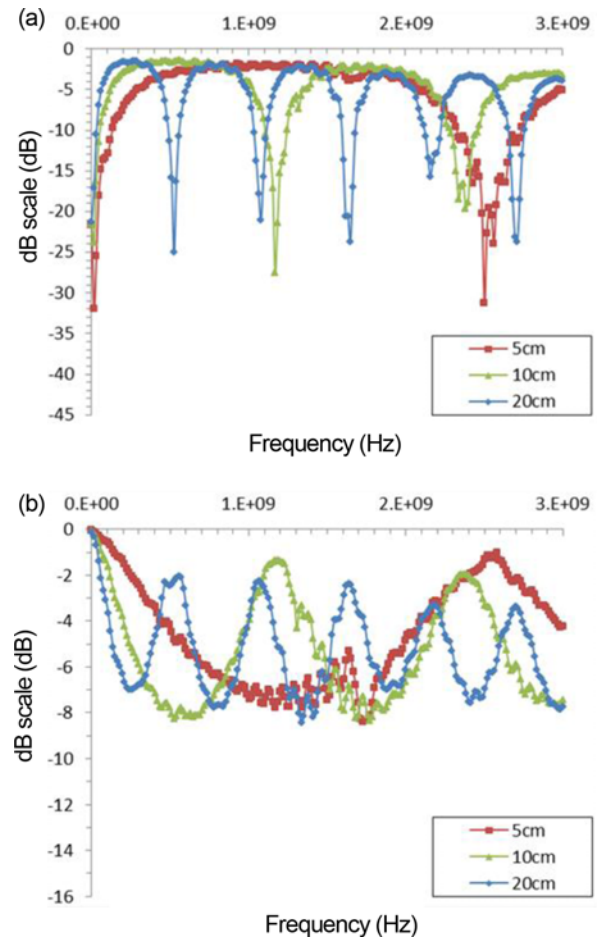 (a)
0.E+00 1.E+09 2.E+09 3.E+09
0
-5
-10
-15
-20
-25
-30
-35
-40
-45
dB scale (dB)
5cm
10cm
20cm
Frequency (Hz)
(b)
0.E+00 1.E+09 2.E+09 3.E+09
0
-2
-4
-6
-8
-10
-12
-14
-16
dB scale (dB)
5cm
10cm
20cm
Frequency (Hz)